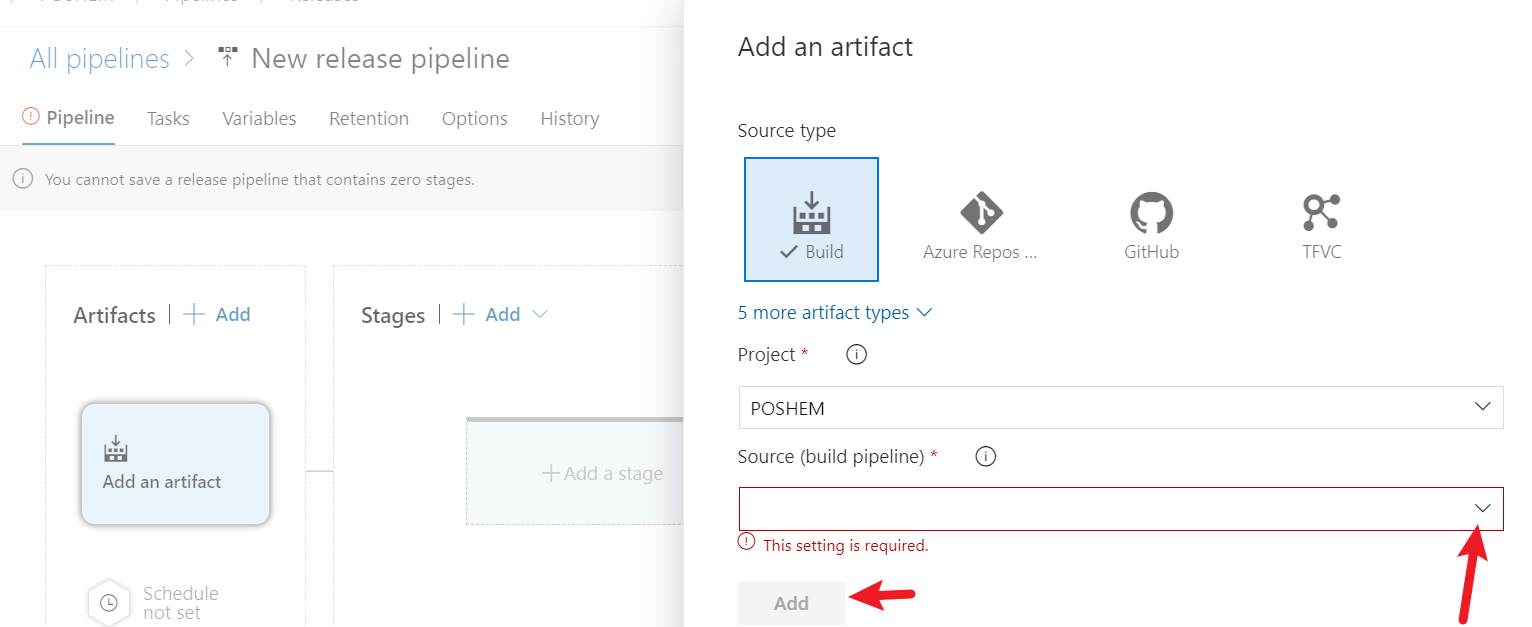 All pipelines > New release pipeline
Pipeline Tasks Variables Retention Options History
You cannot save a release pipeline that contains zero stages.
Artifacts | + Add
Stages | + Add
Add an artifact
+ Add a stage
Schedule
not set
Add an artifact
Source type
Build
Azure Repos ...
GitHub
TFVC
5 more artifact types
Project *
POSHEM
Source (build pipeline) *
This setting is required.
Add